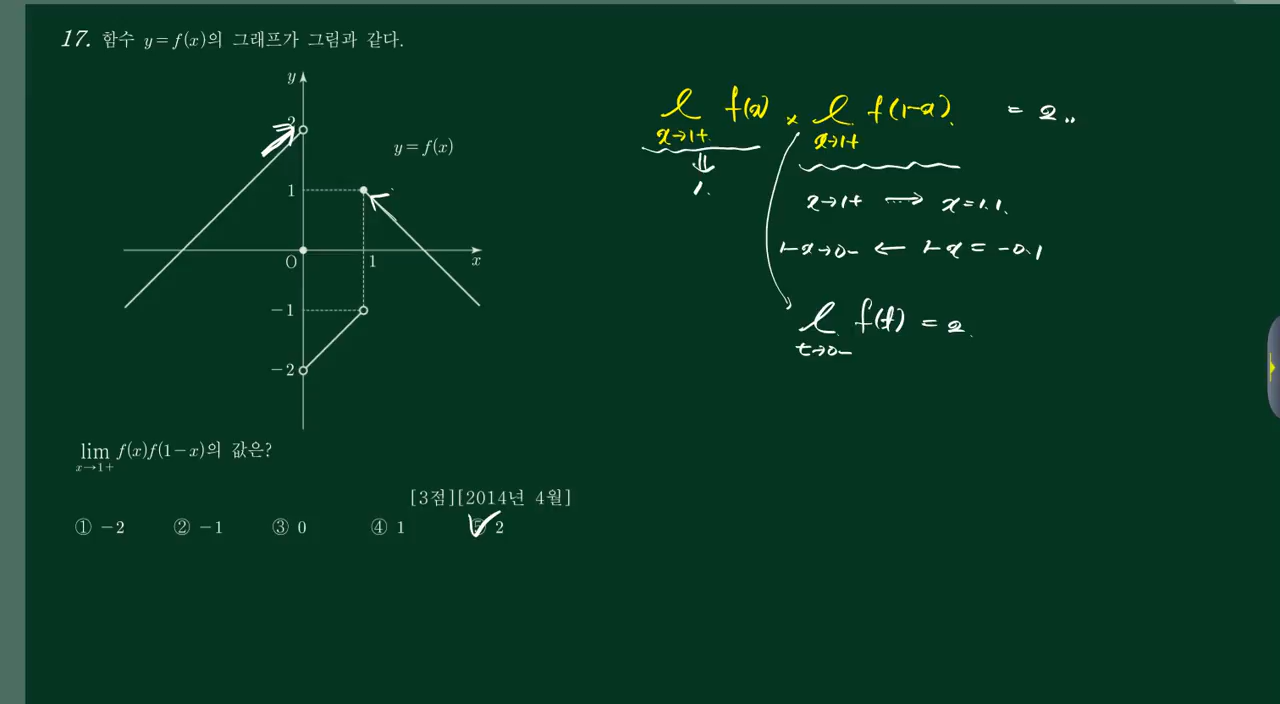 17. 함수 y=f(x)의 그래프가 그림과 같다.
y
2
y=f(x)
1
O
1
x
-1
-2
lim f(x)f(1-x)의 값은?
x→1+
[3점][2014년 4월]
① -2 ② -1 ③ 0 ④ 1 ⑤ 2
l f(x) × l f(1-x) = 2
x→1+ x→1+
1
x→1+ → x=1.1
1-x→0- ← 1-x = -0.1
l f(t) = 2
t→0-